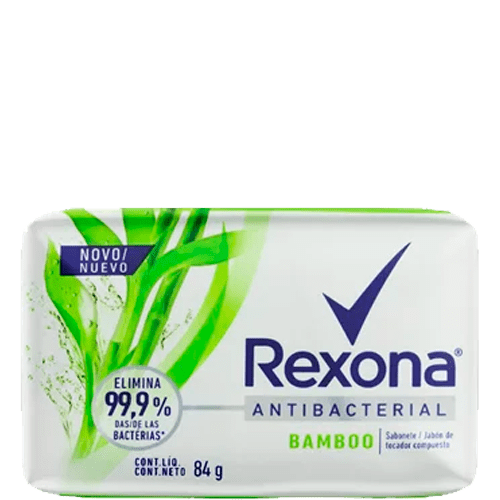 NOVO/
NUEVO
Rexona®
ANTIBACTERIAL
BAMBOO
Sabonete / Jabón de
tocador compuesto
ELIMINA
99,9%
DAS/DE LAS
BACTÉRIAS*
CONT. LÍQ.
CONT. NETO 84 g